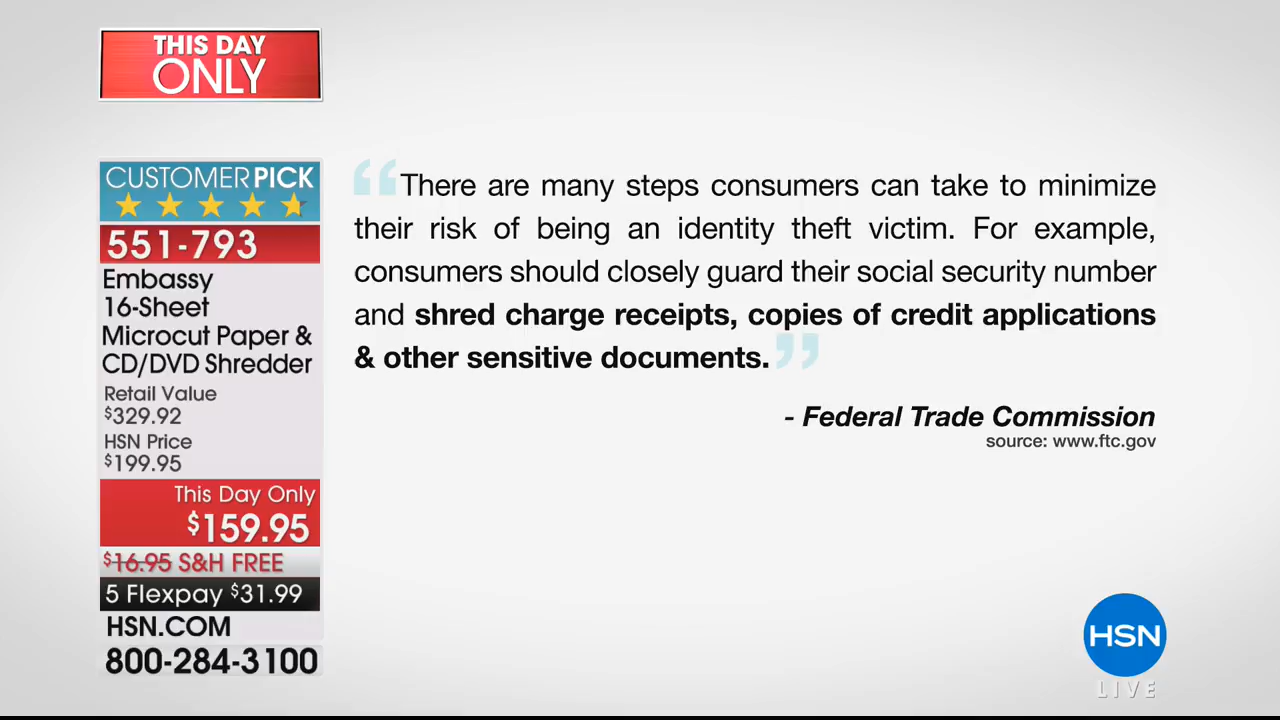 THIS DAY
ONLY
CUSTOMER PICK
551-793
Embassy
16-Sheet
Microcut Paper &
CD/DVD Shredder
Retail Value
$329.92
HSN Price
$199.95
This Day Only
$159.95
$16.95 S&H FREE
5 Flexpay $31.99
HSN.COM
800-284-3100
“There are many steps consumers can take to minimize
their risk of being an identity theft victim. For example,
consumers should closely guard their social security number
and shred charge receipts, copies of credit applications
& other sensitive documents.”
- Federal Trade Commission
source: www.ftc.gov
HSN
LIVE